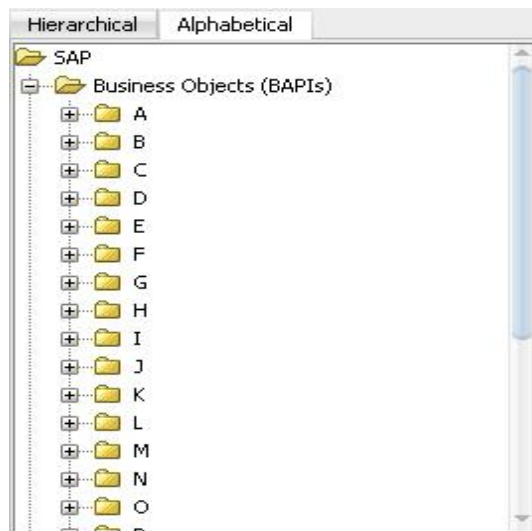 Hierarchical Alphabetical
SAP
Business Objects (BAPIs)
A
B
C
D
E
F
G
H
I
J
K
L
M
N
O